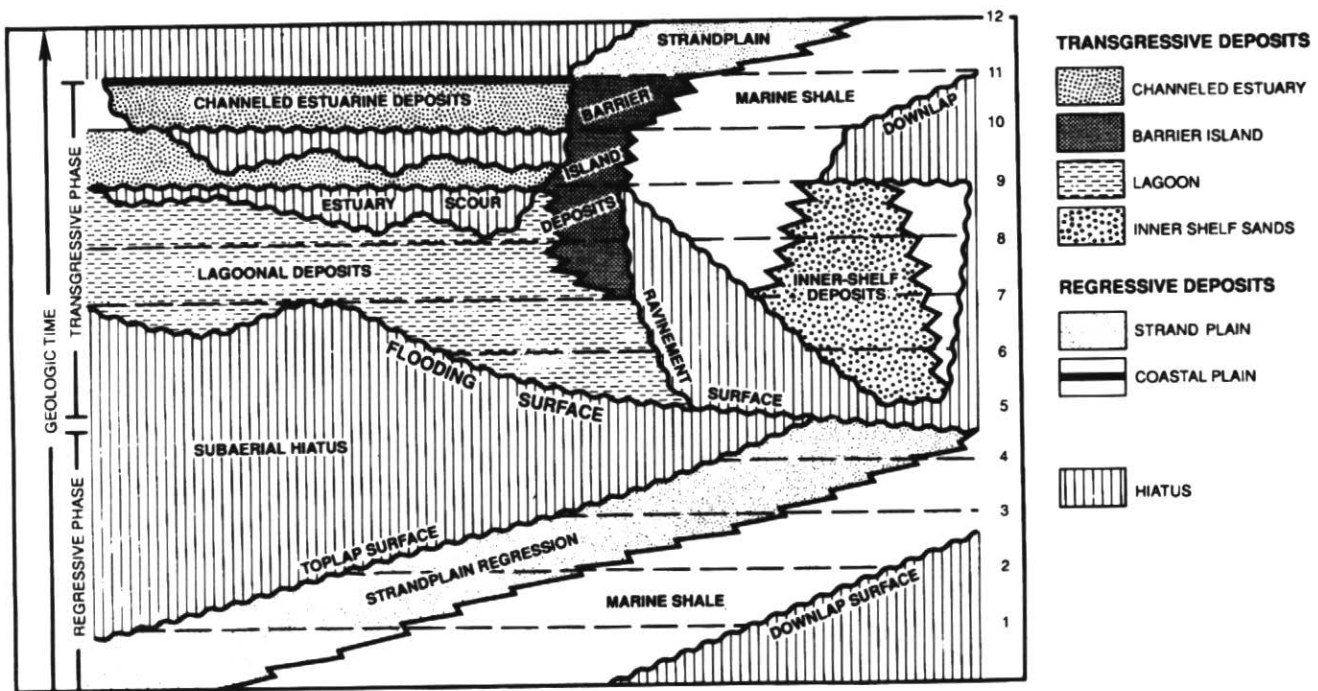 12
STRANDPLAIN
11
CHANNELED ESTUARINE DEPOSITS
BARRIER
MARINE SHALE
DOWNLAP
10
ISLAND
9
ESTUARY SCOUR
DEPOSITS
8
LAGOONAL DEPOSITS
INNER-SHELF
DEPOSITS
7
RAVINEMENT
6
FLOODING
SURFACE
SURFACE
5
SUBAERIAL HIATUS
4
3
TOPLAP SURFACE
STRANDPLAIN REGRESSION
2
MARINE SHALE
DOWNLAP SURFACE
1
GEOLOGIC TIME
TRANSGRESSIVE PHASE
REGRESSIVE PHASE
TRANSGRESSIVE DEPOSITS
CHANNELED ESTUARY
BARRIER ISLAND
LAGOON
INNER SHELF SANDS
REGRESSIVE DEPOSITS
STRAND PLAIN
COASTAL PLAIN
HIATUS